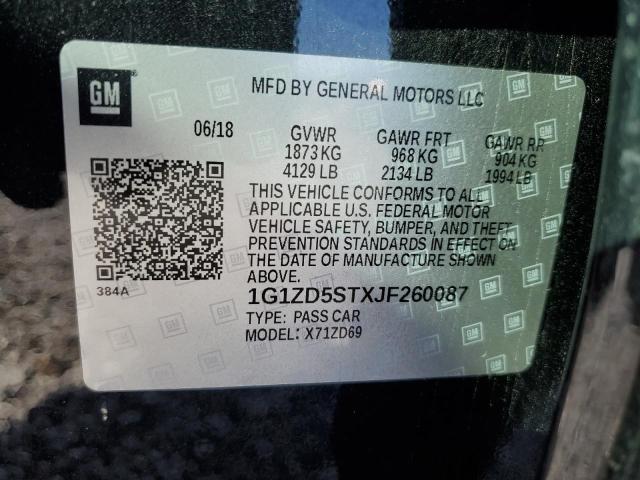 GM
MFD BY GENERAL MOTORS LLC
06/18 GVWR GAWR FRT GAWR RR
1873 KG 968 KG 904 KG
4129 LB 2134 LB 1994 LB
THIS VEHICLE CONFORMS TO ALL
APPLICABLE U.S. FEDERAL MOTOR
VEHICLE SAFETY, BUMPER, AND THEFT
PREVENTION STANDARDS IN EFFECT ON
THE DATE OF MANUFACTURE SHOWN
ABOVE.
384A
1G1ZD5STXJF260087
TYPE: PASS CAR
MODEL: X71ZD69